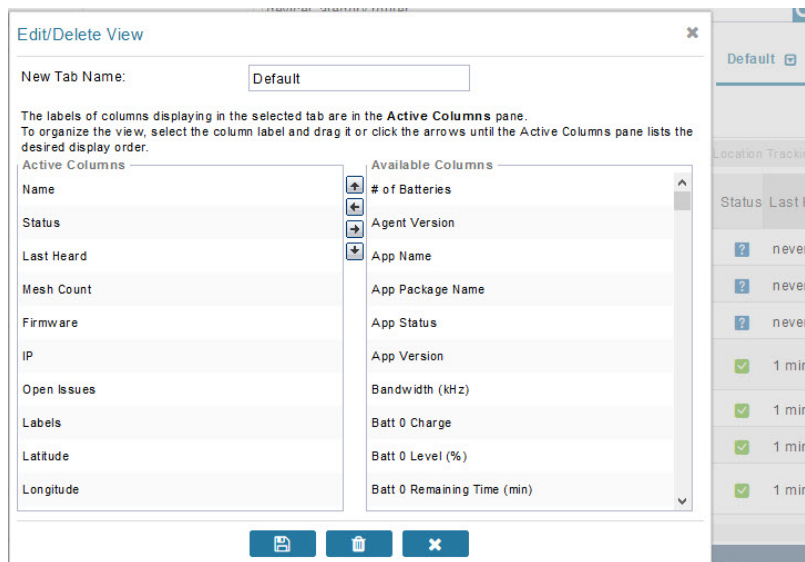 Edit/Delete View
New Tab Name:
Default
The labels of columns displaying in the selected tab are in the Active Columns pane.
To organize the view, select the column label and drag it or click the arrows until the Active Columns pane lists the
desired display order.
Active Columns
Name
Status
Last Heard
Mesh Count
Firmware
IP
Open Issues
Labels
Latitude
Longitude
Available Columns
# of Batteries
Agent Version
App Name
App Package Name
App Status
App Version
Bandwidth (kHz)
Batt 0 Charge
Batt 0 Level (%)
Batt 0 Remaining Time (min)
Default
Location
Status Last
never
never
never
1 min
1 min
1 min
1 min